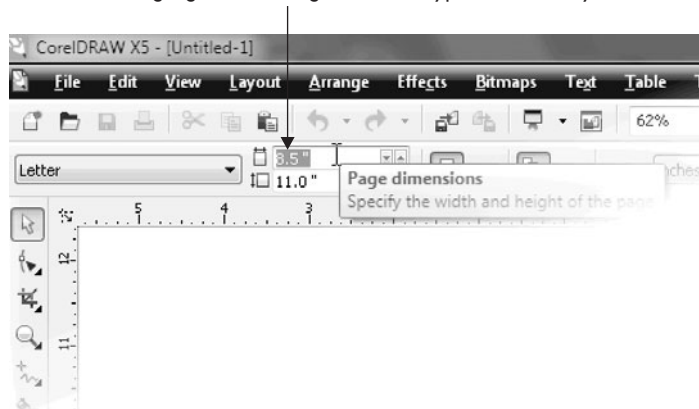 CorelDRAW X5 - [Untitled-1]
File Edit View Layout Arrange Effects Bitmaps Text Table
62%
Letter
8.5 "
11.0 "
Page dimensions
Specify the width and height of the page
5 4 3
12
11